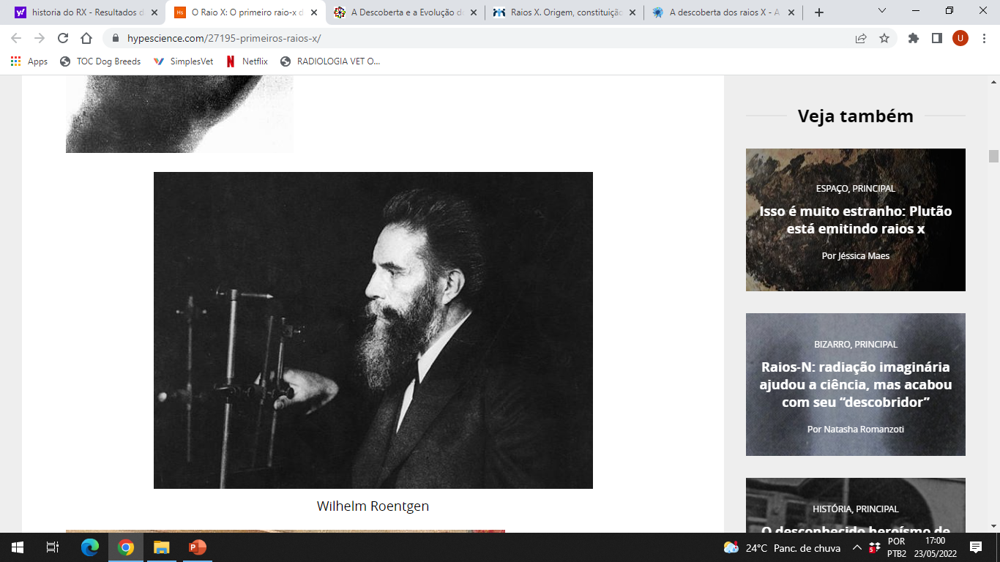 historia do RX - Resultados d
O Raio X: O primeiro raio-x d
A Descoberta e a Evolução d
Raios X. Origem, constituição
A descoberta dos raios X - A
hypescience.com/27195-primeiros-raios-x/
U
Apps
TOC Dog Breeds
SimplesVet
Netflix
RADIOLOGIA VET O...
Wilhelm Roentgen
Veja também
ESPAÇO, PRINCIPAL
Isso é muito estranho: Plutão
está emitindo raios x
Por Jéssica Maes
BIZARRO, PRINCIPAL
Raios-N: radiação imaginária
ajudou a ciência, mas acabou
com seu “descobridor”
Por Natasha Romanzoti
HISTÓRIA, PRINCIPAL
O desconhecido heroísmo de
24°C Panc. de chuva
POR
PTB2
17:00
23/05/2022